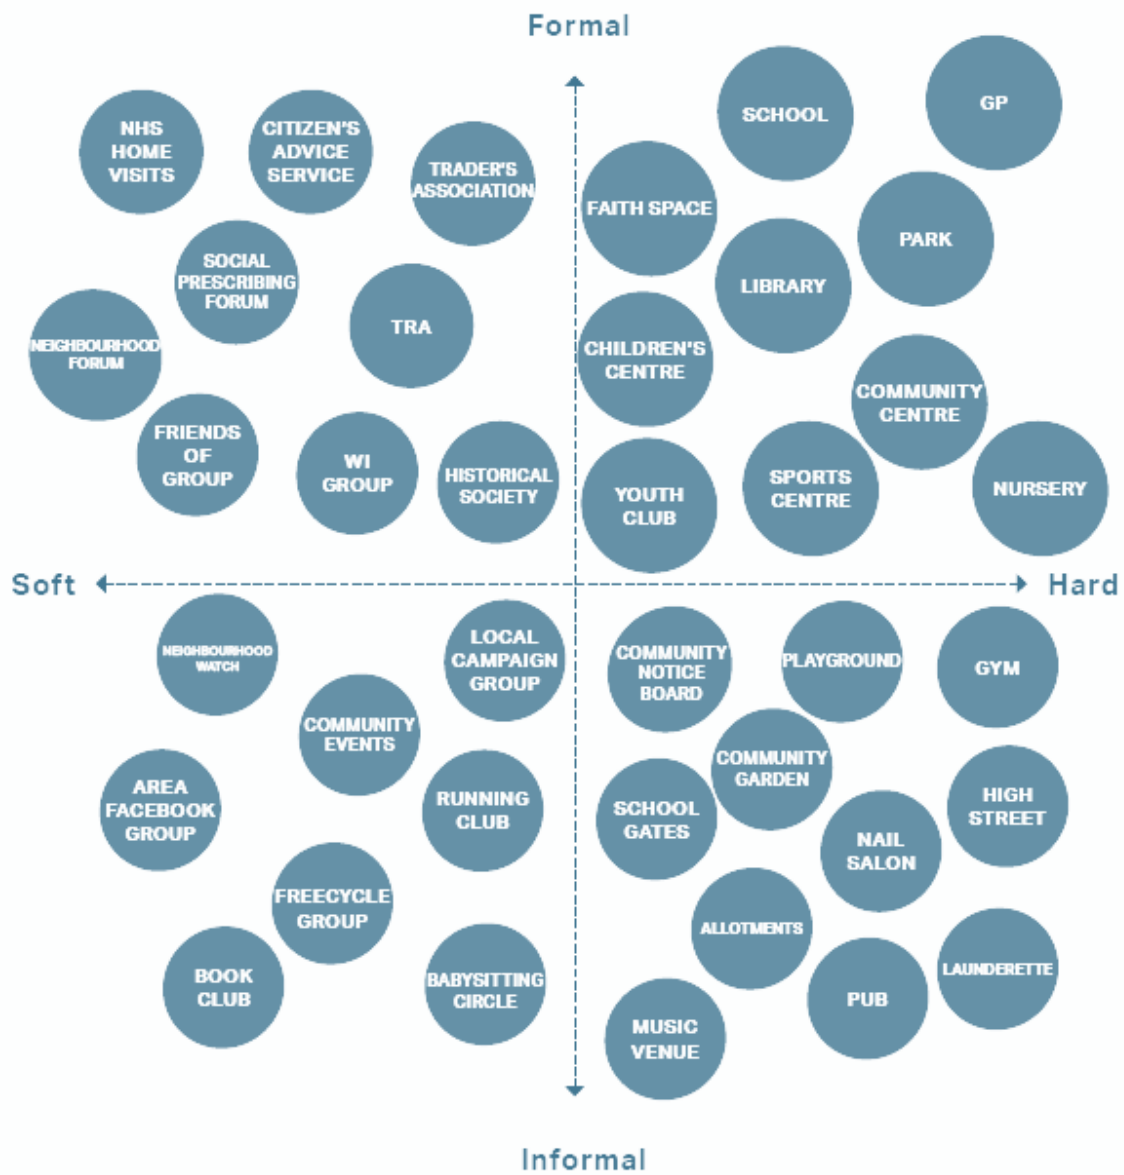 Formal
NHS
HOME
VISITS
CITIZEN'S
ADVICE
SERVICE
TRADER'S
ASSOCIATION
SCHOOL
GP
FAITH SPACE
PARK
SOCIAL
PRESCRIBING
FORUM
LIBRARY
TRA
NEIGHBOURHOOD
FORUM
CHILDREN'S
CENTRE
COMMUNITY
CENTRE
FRIENDS
OF
GROUP
WI
GROUP
HISTORICAL
SOCIETY
YOUTH
CLUB
SPORTS
CENTRE
NURSERY
Soft
Hard
NEIGHBOURHOOD
WATCH
LOCAL
CAMPAIGN
GROUP
COMMUNITY
NOTICE
BOARD
PLAYGROUND
GYM
COMMUNITY
EVENTS
COMMUNITY
GARDEN
AREA
FACEBOOK
GROUP
RUNNING
CLUB
SCHOOL
GATES
HIGH
STREET
NAIL
SALON
FREECYCLE
GROUP
ALLOTMENTS
BOOK
CLUB
BABYSITTING
CIRCLE
PUB
LAUNDERETTE
MUSIC
VENUE
Informal